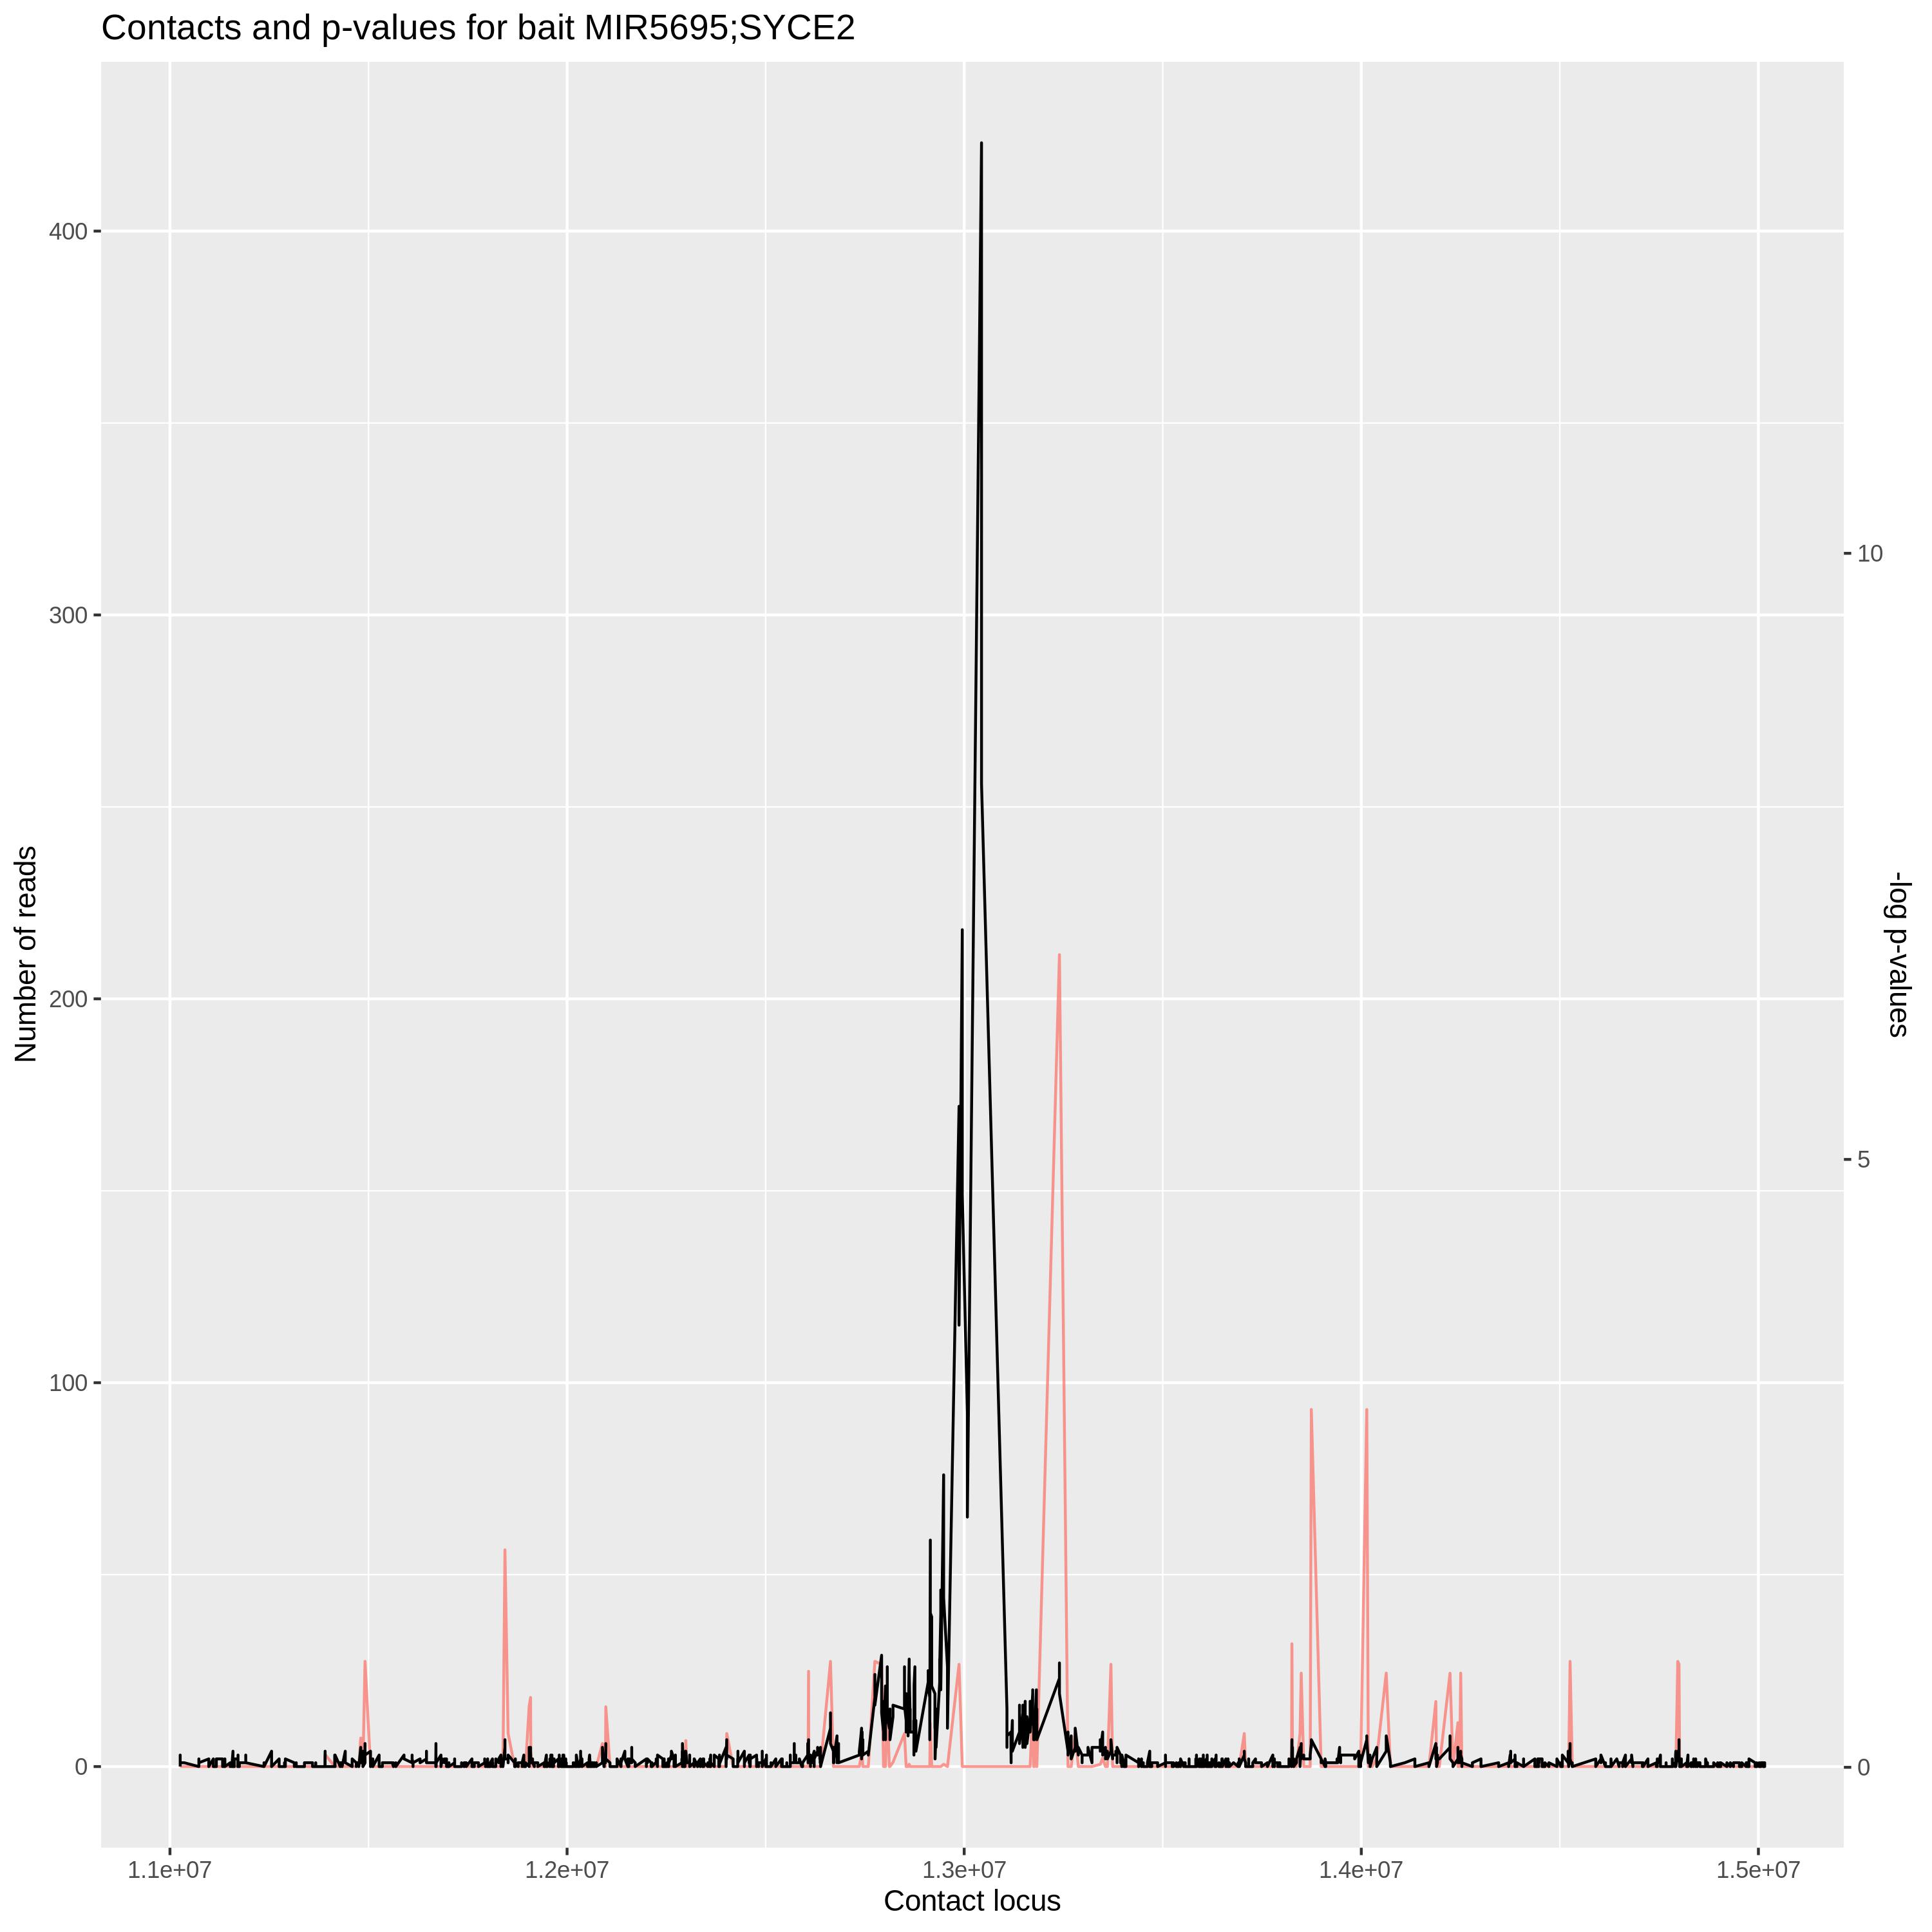 Contacts and p-values for bait MIR5695;SYCE2
400
300
200
100
0
10
5
0
Number of reads
-log p-values
1.1e+07 1.2e+07 1.3e+07 1.4e+07 1.5e+07
Contact locus